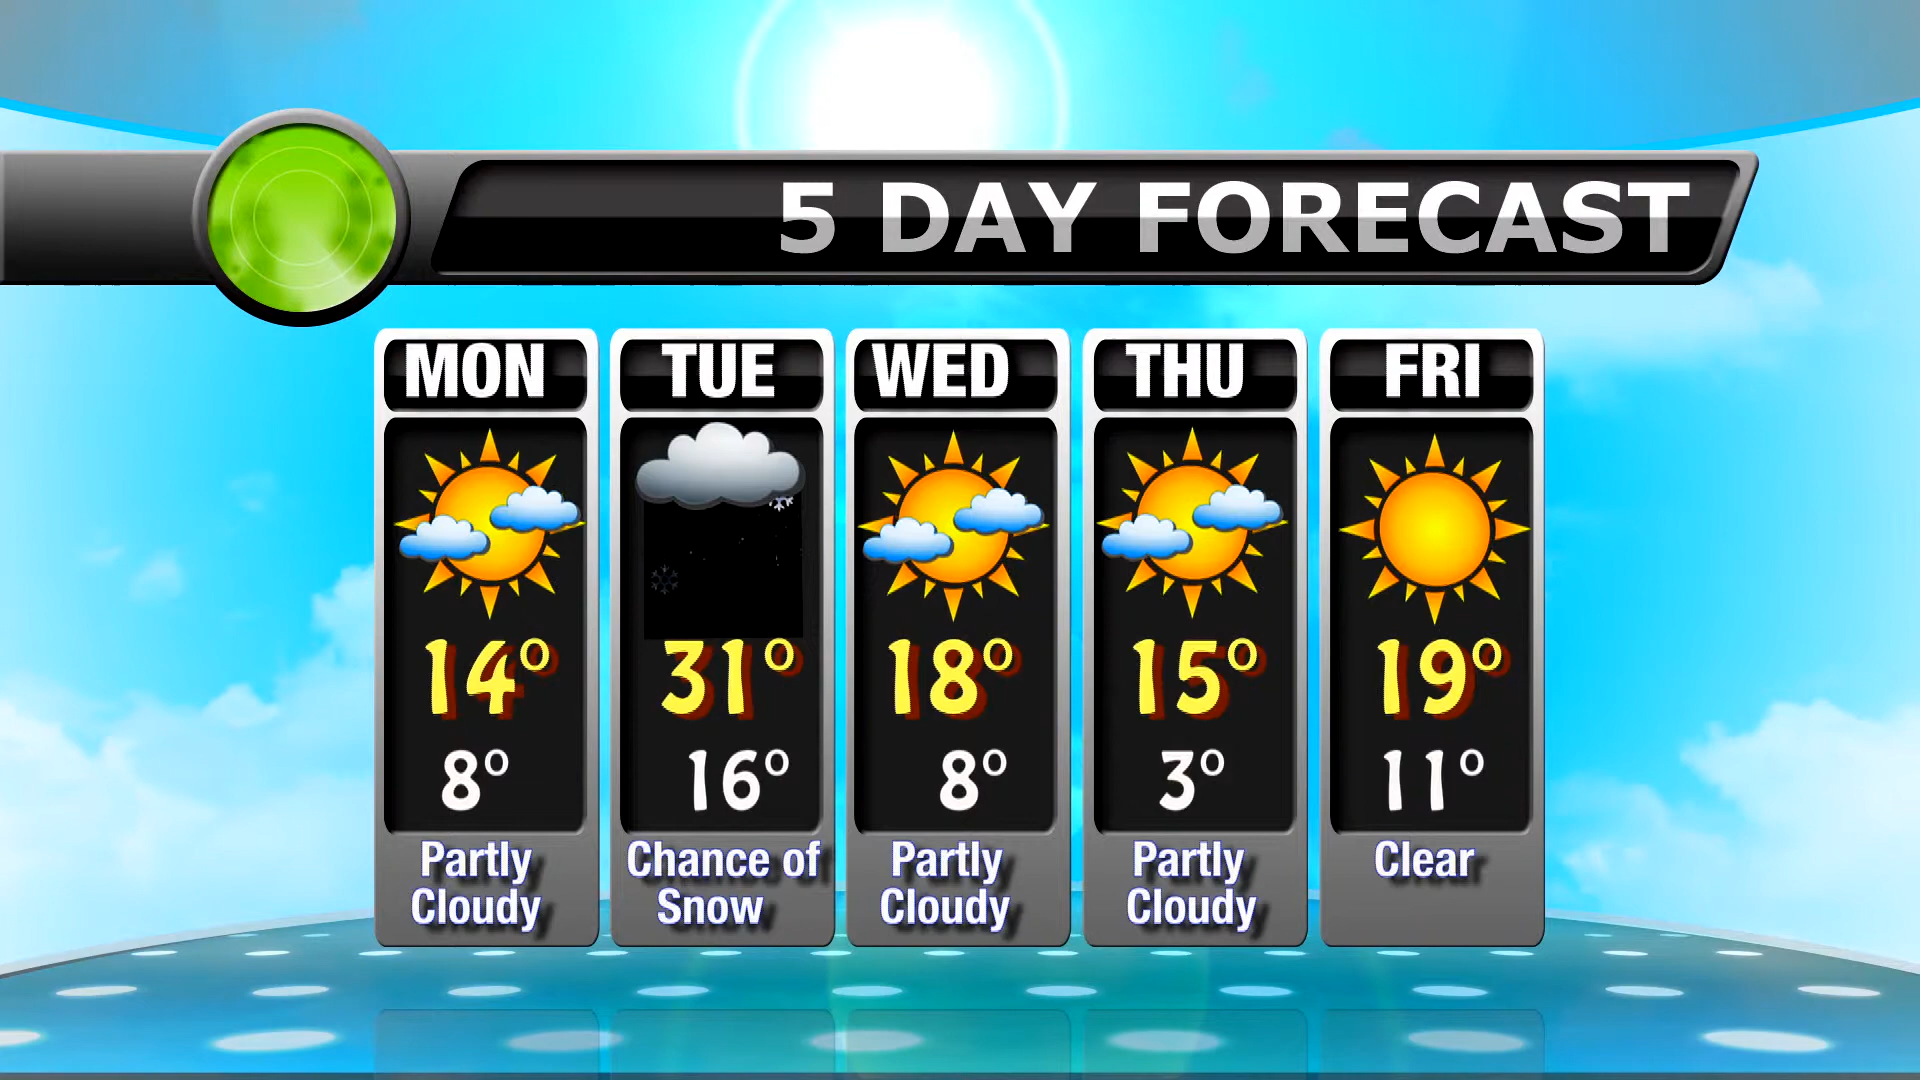 5 DAY FORECAST
MON TUE WED THU FRI
14° 31° 18° 15° 19°
8° 16° 8° 3° 11°
Partly Chance of Partly Partly Clear
Cloudy Snow Cloudy Cloudy